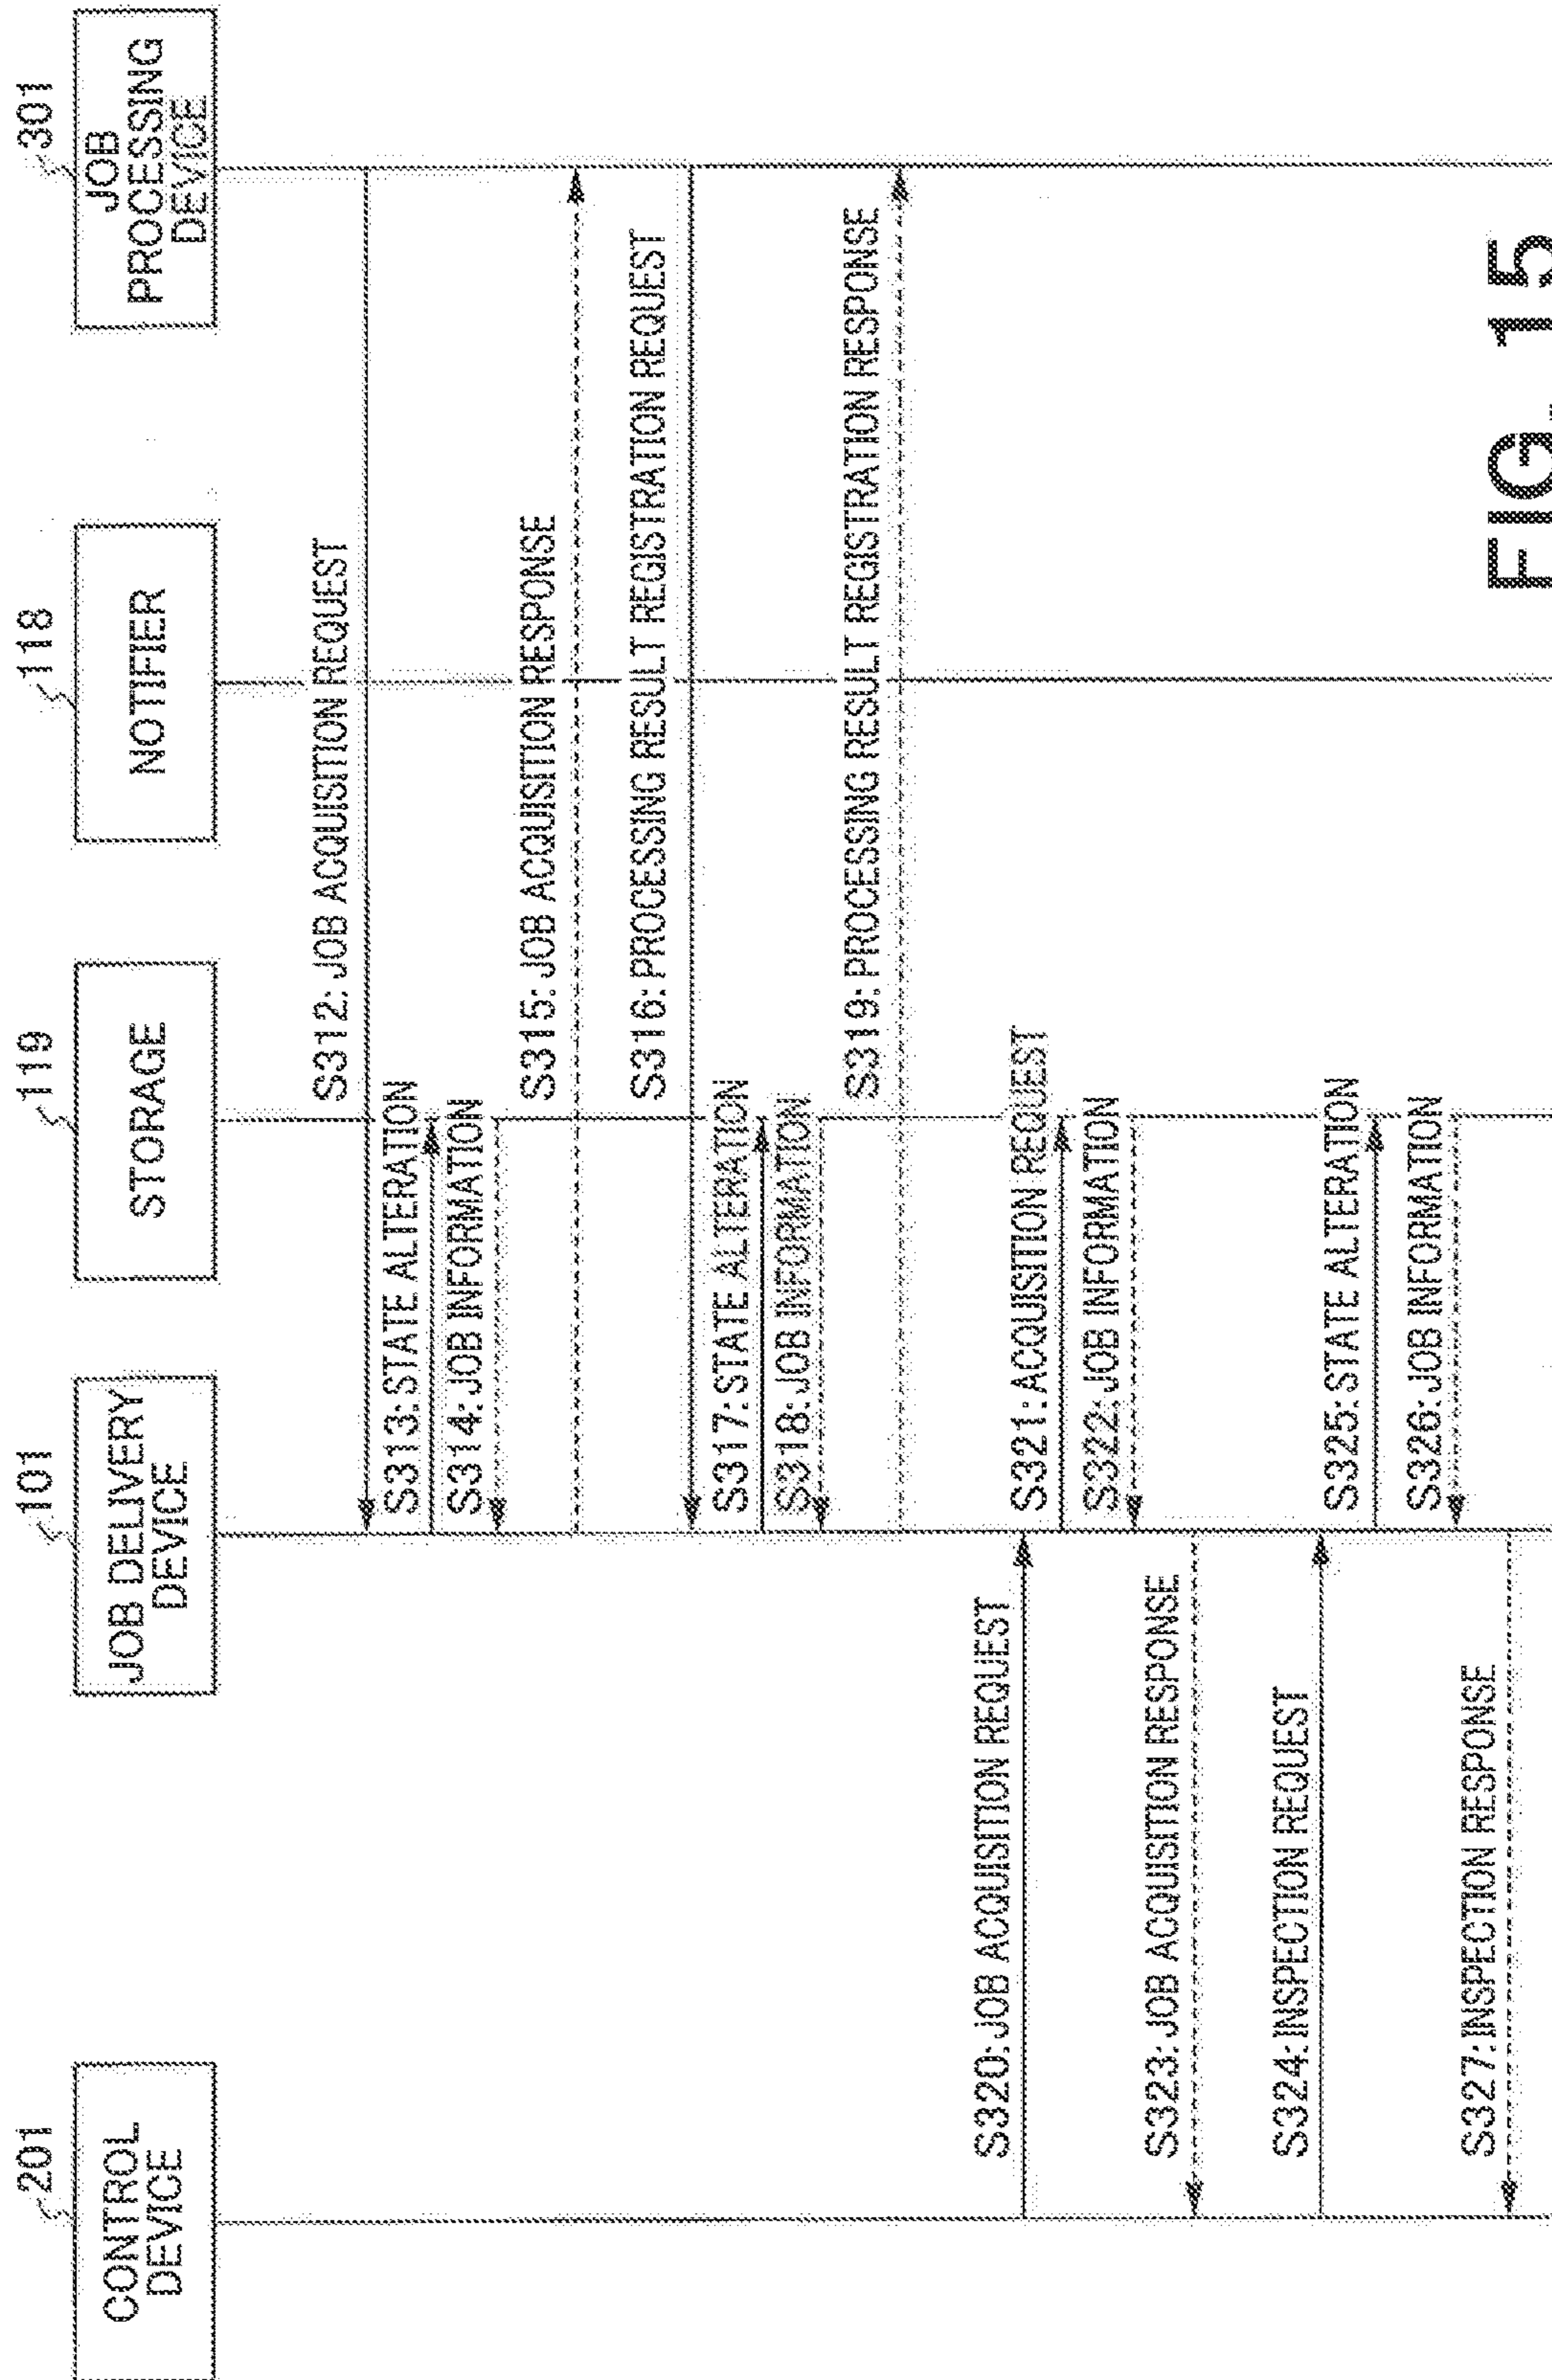 201
CONTROL
DEVICE
101
JOB DELIVERY
DEVICE
119
STORAGE
118
NOTIFIER
301
JOB
PROCESSING
DEVICE
S312: JOB ACQUISITION REQUEST
S313: STATE ALTERATION
S314: JOB INFORMATION
S315: JOB ACQUISITION RESPONSE
S316: PROCESSING RESULT REGISTRATION REQUEST
S317: STATE ALTERATION
S318: JOB INFORMATION
S319: PROCESSING RESULT REGISTRATION RESPONSE
S320: JOB ACQUISITION REQUEST
S321: ACQUISITION REQUEST
S322: JOB INFORMATION
S323: JOB ACQUISITION RESPONSE
S324: INSPECTION REQUEST
S325: STATE ALTERATION
S326: JOB INFORMATION
S327: INSPECTION RESPONSE
FIG. 15